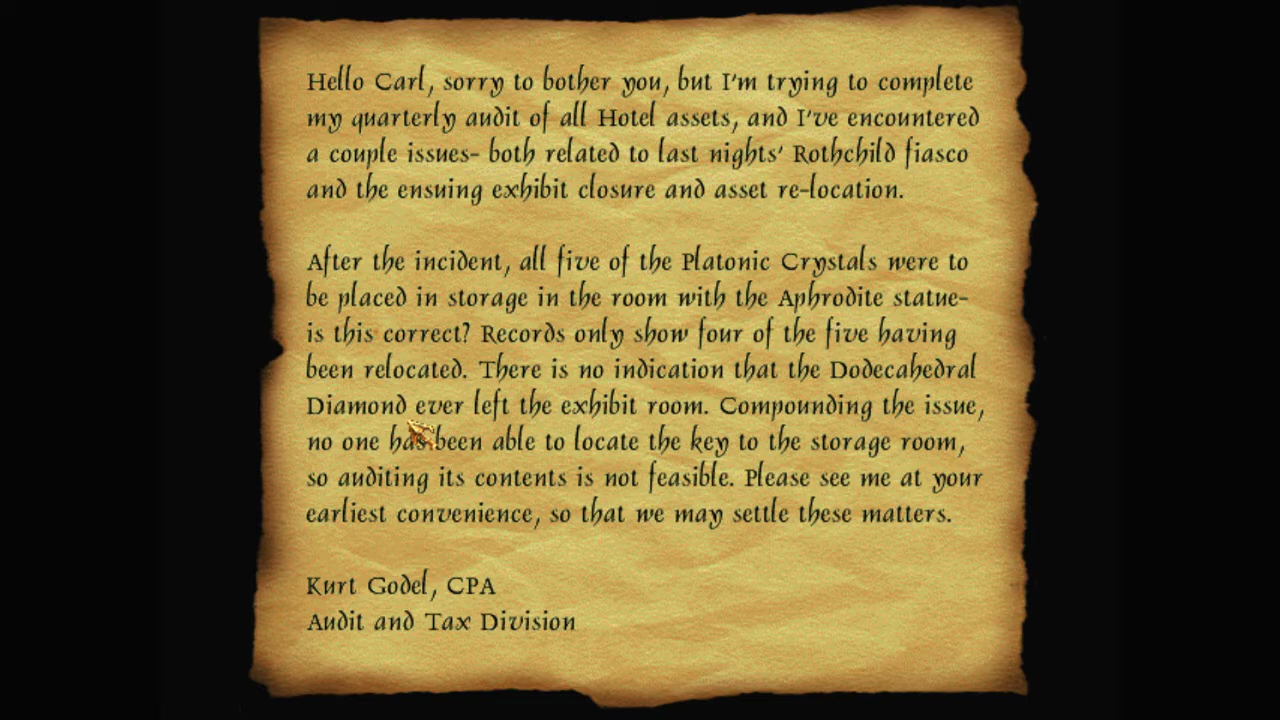 Hello Carl, sorry to bother you, but I'm trying to complete
my quarterly audit of all Hotel assets, and I've encountered
a couple issues- both related to last nights' Rothchild fiasco
and the ensuing exhibit closure and asset re-location.
After the incident, all five of the Platonic Crystals were to
be placed in storage in the room with the Aphrodite statue-
is this correct? Records only show four of the five having
been relocated. There is no indication that the Dodecahedral
Diamond ever left the exhibit room. Compounding the issue,
no one has been able to locate the key to the storage room,
so auditing its contents is not feasible. Please see me at your
earliest convenience, so that we may settle these matters.
Kurt Godel, CPA
Audit and Tax Division